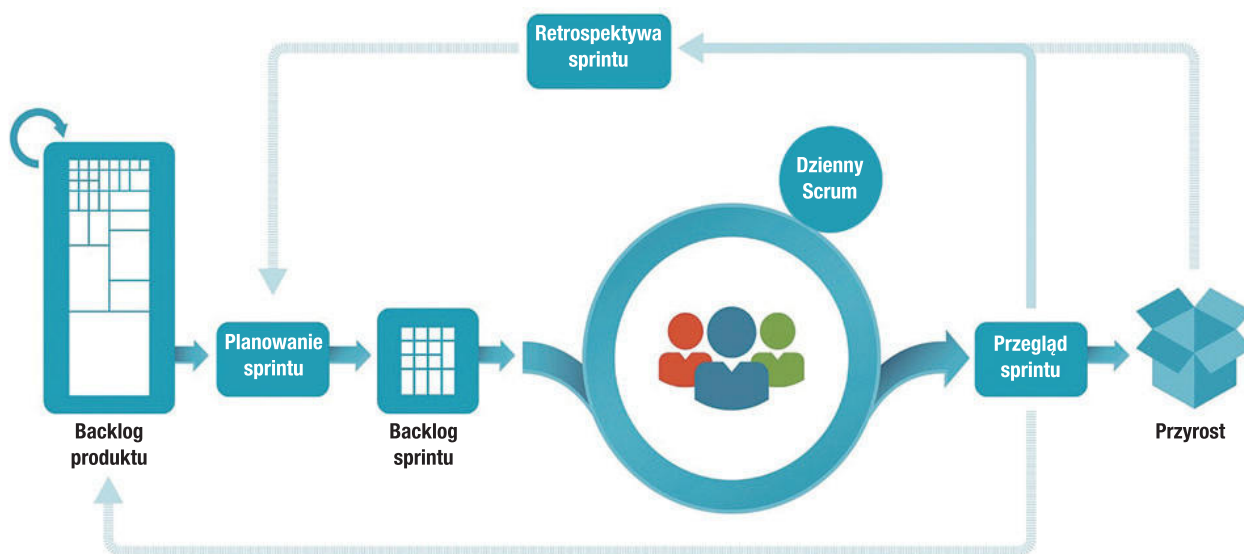 Retrospektywa
sprintu
Dzienny
Scrum
Planowanie
sprintu
Przegląd
sprintu
Backlog
produktu
Backlog
sprintu
Przyrost